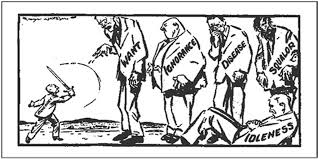 WANT
IGNORANCE
DISEASE
SQUALOR
IDLENESS